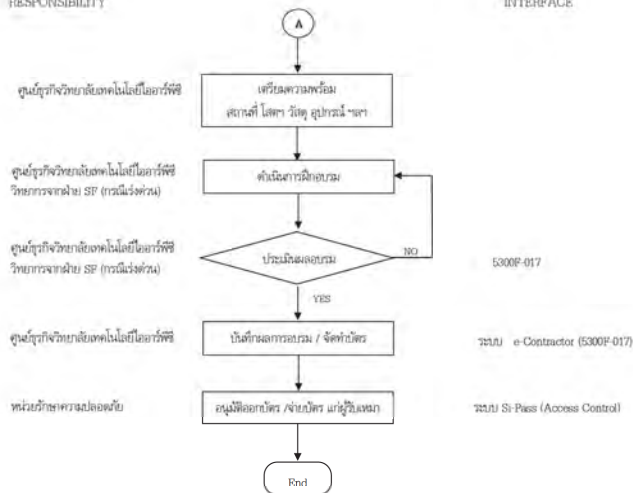 RESPONSIBILITY
INTERFACE
A
ศูนย์ธุรกิจวิทยาลัยเทคโนโลยีไออาร์พีซี
เตรียมความพร้อม
สถานที่ โสตฯ วัสดุ อุปกรณ์ ฯลฯ
ศูนย์ธุรกิจวิทยาลัยเทคโนโลยีไออาร์พีซี
วิทยากรจากฝ่าย SF (กรณีเร่งด่วน)
ดำเนินการฝึกอบรม
ศูนย์ธุรกิจวิทยาลัยเทคโนโลยีไออาร์พีซี
วิทยากรจากฝ่าย SF (กรณีเร่งด่วน)
ประเมินผลอบรม
NO
5300F-017
YES
ศูนย์ธุรกิจวิทยาลัยเทคโนโลยีไออาร์พีซี
บันทึกผลการอบรม / จัดทำบัตร
ระบบ e-Contractor (5300F-017)
หน่วยรักษาความปลอดภัย
อนุมัติออกบัตร /จ่ายบัตร แก่ผู้รับเหมา
ระบบ Si-Pass (Access Control)
End